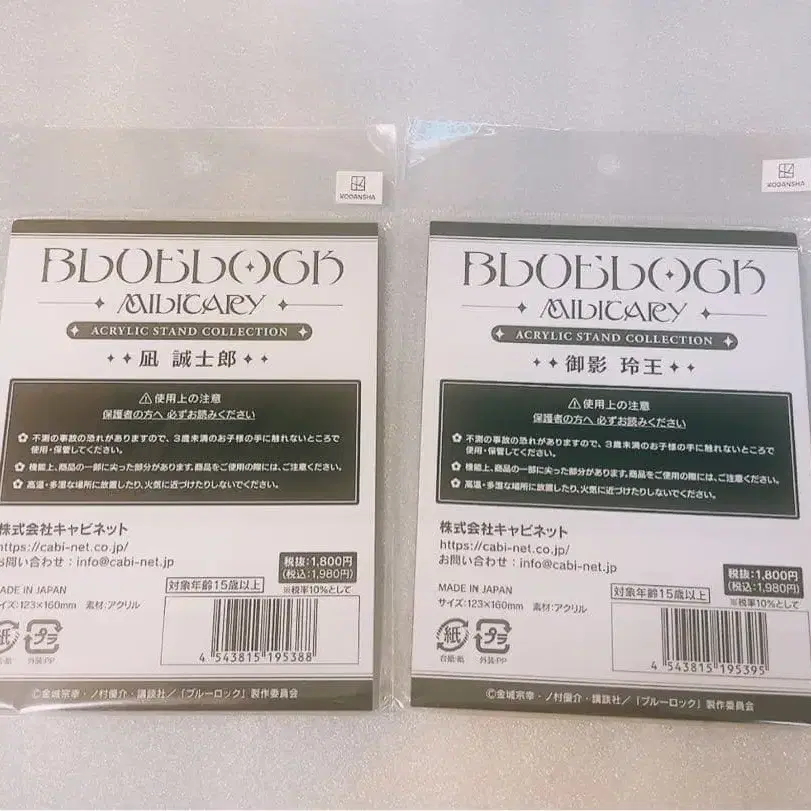 KODANSHA
BLUELOCK
MILITARY
ACRYLIC STAND COLLECTION
凪 誠士郎
⚠使用上の注意
保護者の方へ 必ずお読みください
不測の事故の恐れがありますので、3歳未満のお子様の手に触れないところで
使用・保管してください。
機能上、商品の一部に尖った部分があります。商品をご使用の際には、ご注意ください。
高温・多湿な場所に放置したり、火気に近づけたりしないでください。
株式会社キャビネット
https://cabi-net.co.jp/
お問い合わせ:info@cabi-net.jp
税抜:1,800円
(税込:1,980円)
※税率10%として
MADE IN JAPAN
対象年齢15歳以上
サイズ:123×160mm 素材:アクリル
紙
プラ
外装:PP
4 543815 195388
©金城宗幸・ノ村優介・講談社/「ブルーロック」製作委員会
KODANSHA
BLUELOCK
MILITARY
ACRYLIC STAND COLLECTION
御影 玲王
⚠使用上の注意
保護者の方へ 必ずお読みください
不測の事故の恐れがありますので、3歳未満のお子様の手に触れないところで
使用・保管してください。
機能上、商品の一部に尖った部分があります。商品をご使用の際には、ご注意ください。
高温・多湿な場所に放置したり、火気に近づけたりしないでください。
株式会社キャビネット
https://cabi-net.co.jp/
お問い合わせ:info@cabi-net.jp
税抜:1,800円
(税込:1,980円)
※税率10%として
MADE IN JAPAN
対象年齢15歳以上
サイズ:123×160mm 素材:アクリル
紙
台紙:紙
プラ
外装:PP
4 543815 195395
©金城宗幸・ノ村優介・講談社/「ブルーロック」製作委員会